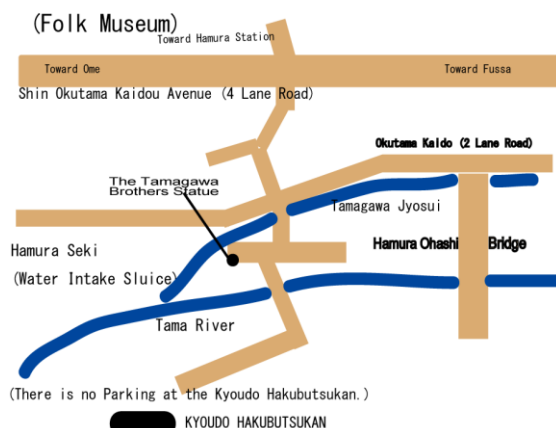 (Folk Museum)
Toward Hamura Station
Toward Ome
Toward Fussa
Shin Okutama Kaidou Avenue (4 Lane Road)
Okutama Kaido (2 Lane Road)
The Tamagawa
Brothers Statue
Tamagawa Jyosui
Hamura Seki
(Water Intake Sluice)
Hamura Ohashi Bridge
Tama River
(There is no Parking at the Kyoudo Hakubutsukan.)
KYOUDO HAKUBUTSUKAN